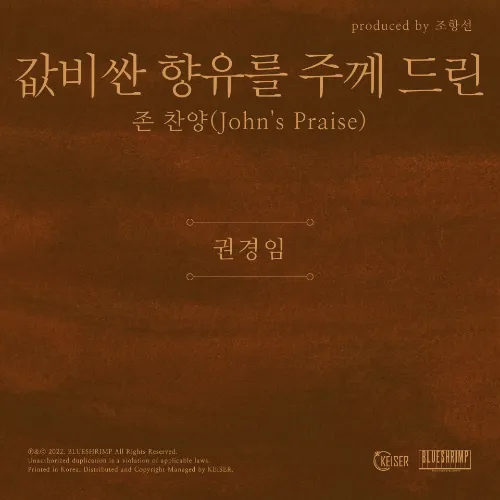 produced by 조항선
값비싼 향유를 주께 드린
존 찬양(John's Praise)
권경임
ⓟ&ⓒ 2022. BLUESHRIMP All Rights Reserved.
Unauthorized duplication is a violation of applicable laws.
Printed in Korea. Distributed and Copyright Managed by KEISER.
KEISER
BLUESHRIMP